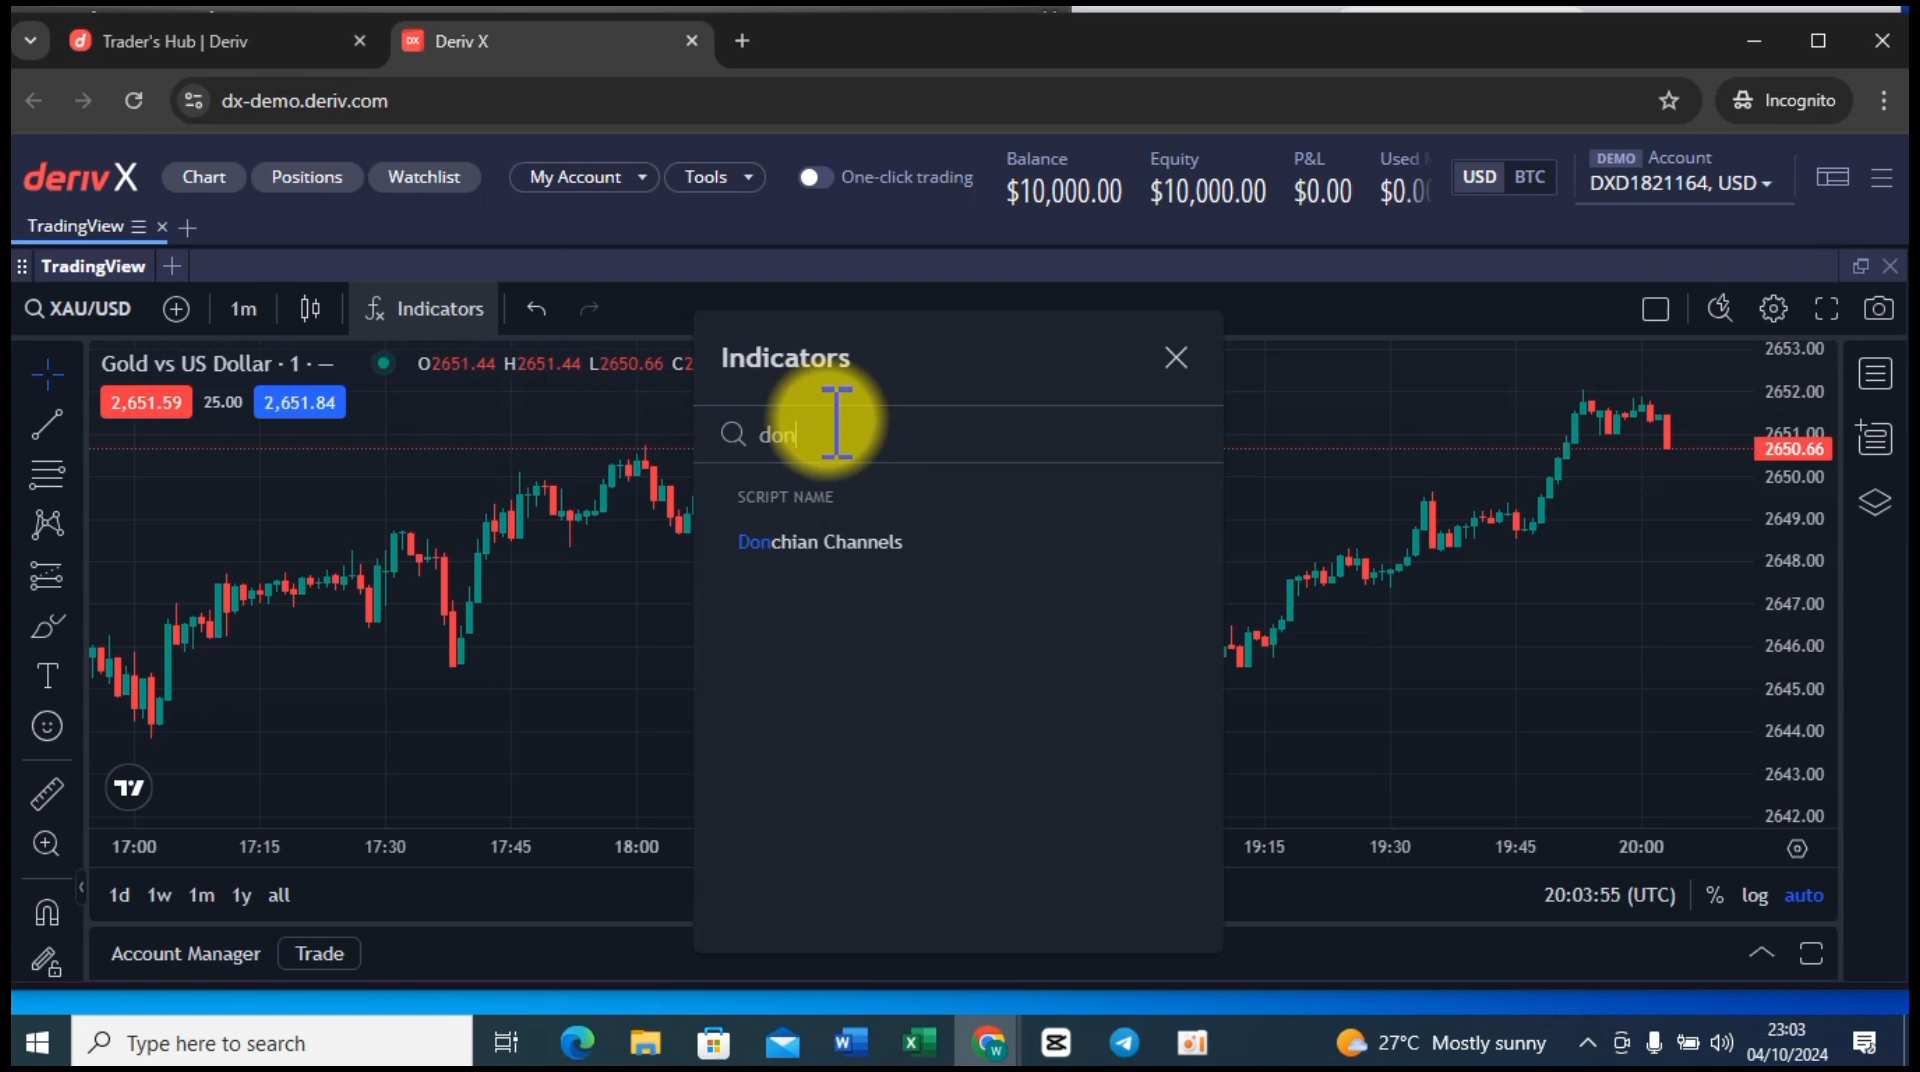 Trader's Hub | Deriv
DX Deriv X
dx-demo.deriv.com
Incognito
deriv X
Chart Positions Watchlist My Account Tools One-click trading
Balance
$10,000.00
Equity
$10,000.00
P&L
$0.00
Used
USD BTC
DEMO Account
DXD1821164, USD
TradingView
TradingView
XAU/USD 1m Indicators
Gold vs US Dollar · 1 · —
O2651.44 H2651.44 L2650.66 C2
2,651.59 25.00 2,651.84
Indicators
don
SCRIPT NAME
Donchian Channels
2653.00
2652.00
2651.00
2650.66
2650.00
2649.00
2648.00
2647.00
2646.00
2645.00
2644.00
2643.00
2642.00
17:00 17:15 17:30 17:45 18:00 19:15 19:30 19:45 20:00
1d 1w 1m 1y all
20:03:55 (UTC) % log auto
Account Manager Trade
Type here to search
27°C Mostly sunny
23:03
04/10/2024